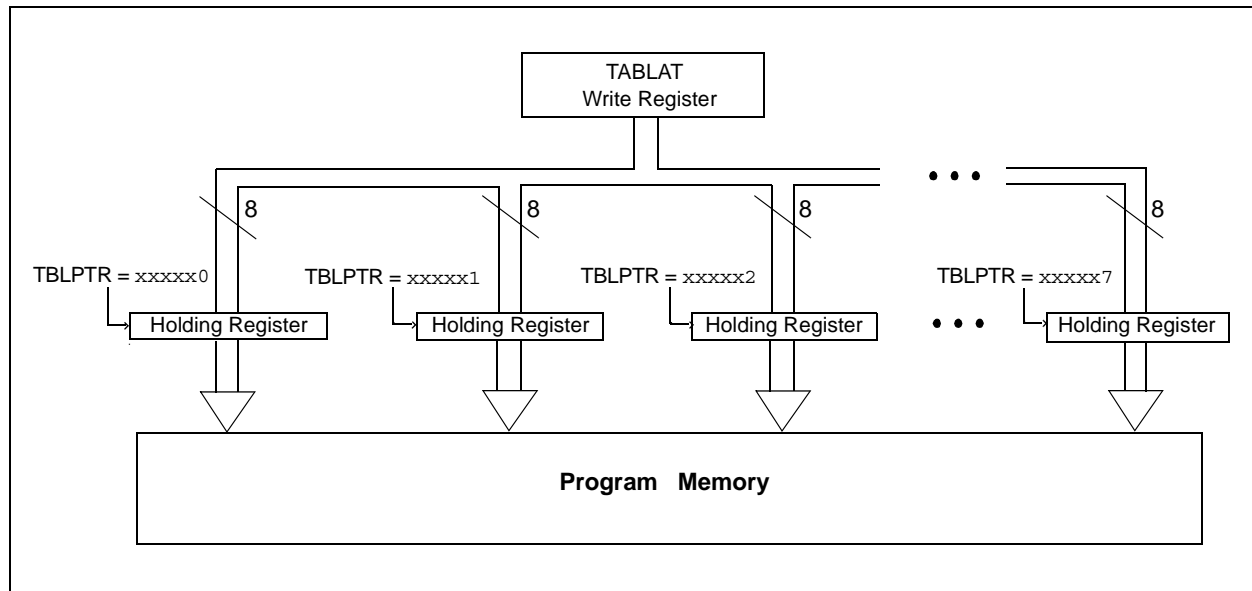 TABLAT
Write Register
8
8
8
8
TBLPTR = xxxxx0
TBLPTR = xxxxx1
TBLPTR = xxxxx2
TBLPTR = xxxxx7
Holding Register
Holding Register
Holding Register
Holding Register
Program Memory